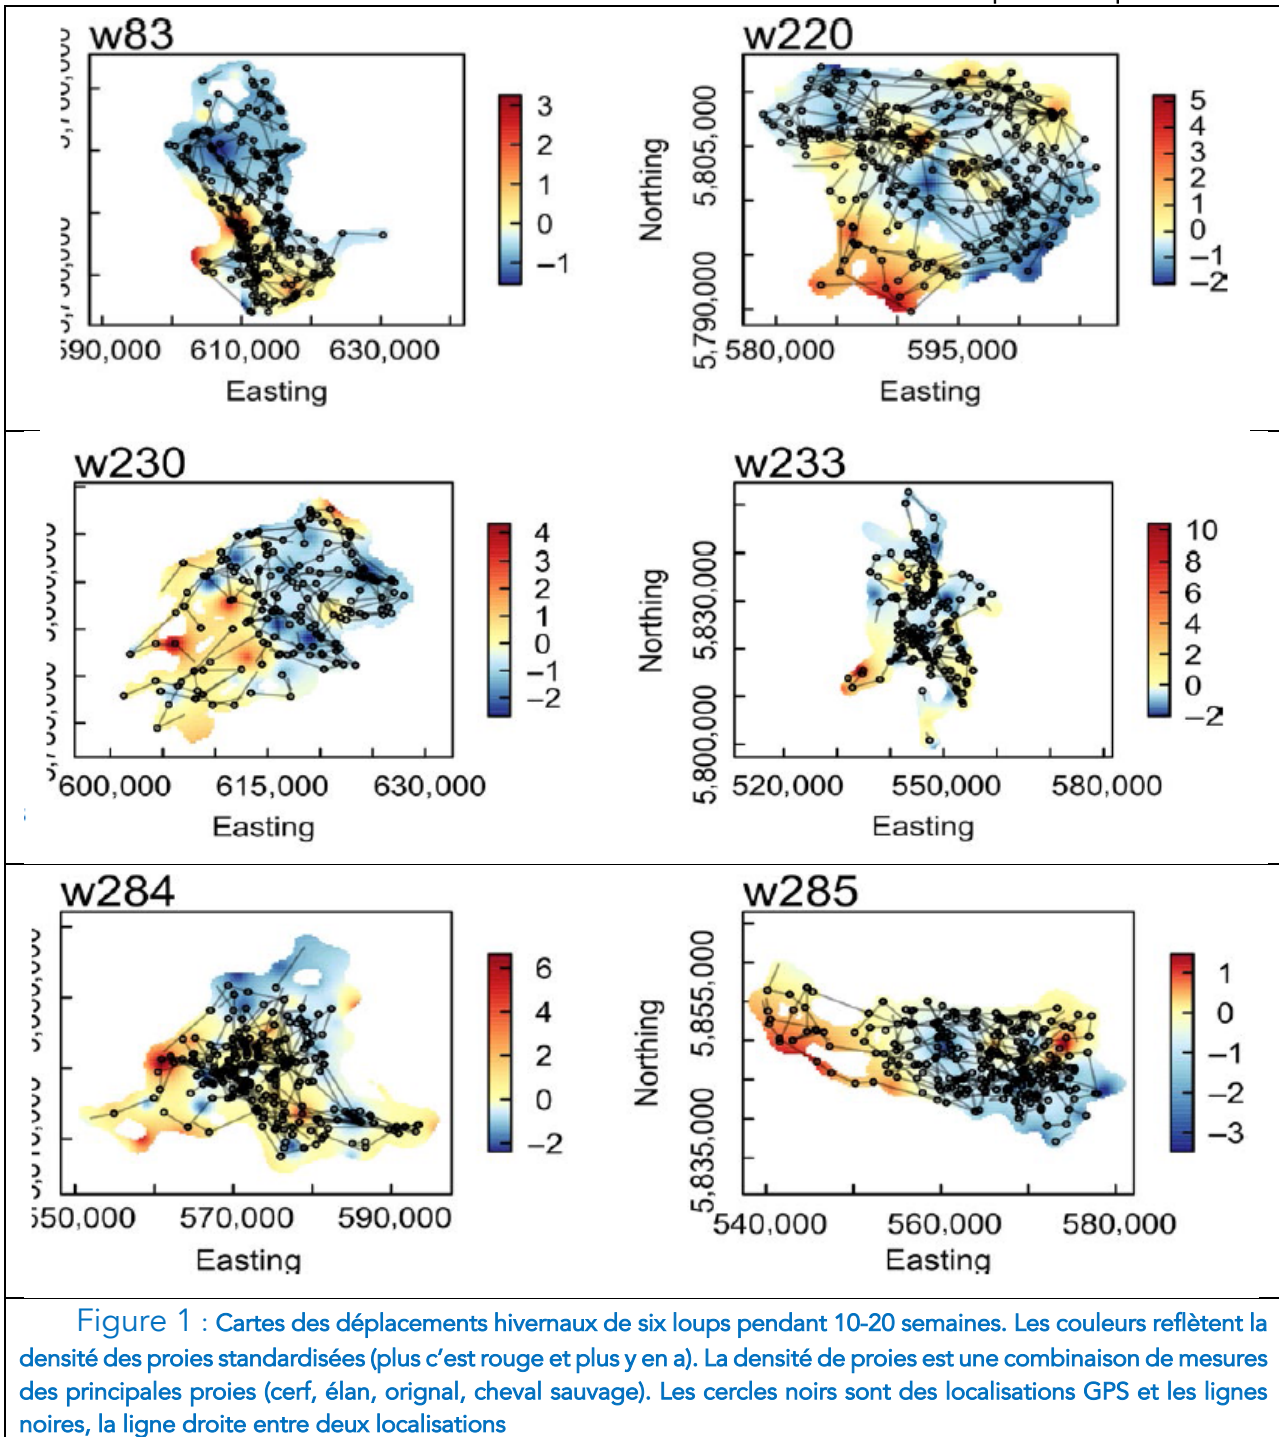 w83
w220
3
2
1
0
−1
590,000 610,000 630,000
Easting
Northing
5,805,000
5,790,000
5
4
3
2
1
0
−1
−2
580,000 595,000
Easting
w230
w233
4
3
2
1
0
−1
−2
600,000 615,000 630,000
Easting
Northing
5,830,000
5,800,000
10
8
6
4
2
0
−2
520,000 550,000 580,000
Easting
w284
w285
6
4
2
0
−2
550,000 570,000 590,000
Easting
Northing
5,855,000
5,835,000
1
0
−1
−2
−3
540,000 560,000 580,000
Easting
Figure 1 : Cartes des déplacements hivernaux de six loups pendant 10-20 semaines. Les couleurs reflètent la
densité des proies standardisées (plus c’est rouge et plus y en a). La densité de proies est une combinaison de mesures
des principales proies (cerf, élan, orignal, cheval sauvage). Les cercles noirs sont des localisations GPS et les lignes
noires, la ligne droite entre deux localisations